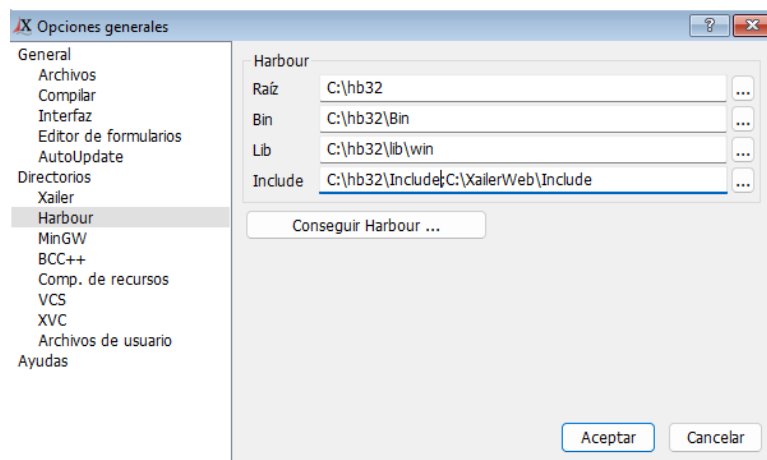 Opciones generales
General
Archivos
Compilar
Interfaz
Editor de formularios
AutoUpdate
Directorios
Xailer
Harbour
MinGW
BCC++
Comp. de recursos
VCS
XVC
Archivos de usuario
Ayudas
Harbour
Raíz C:\hb32 ...
Bin C:\hb32\Bin ...
Lib C:\hb32\lib\win ...
Include C:\hb32\Include;C:\XailerWeb\Include ...
Conseguir Harbour ...
Aceptar Cancelar